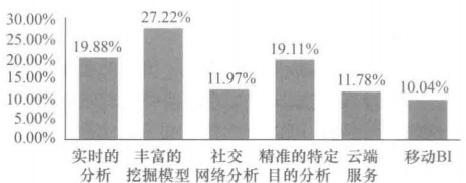 30.00%
25.00%
20.00%
15.00%
10.00%
5.00%
0.00%
19.88%
27.22%
11.97%
19.11%
11.78%
10.04%
实时的
分析
丰富的
挖掘模型
社交
网络分析
精准的特定
目的分析
云端
服务
移动BI